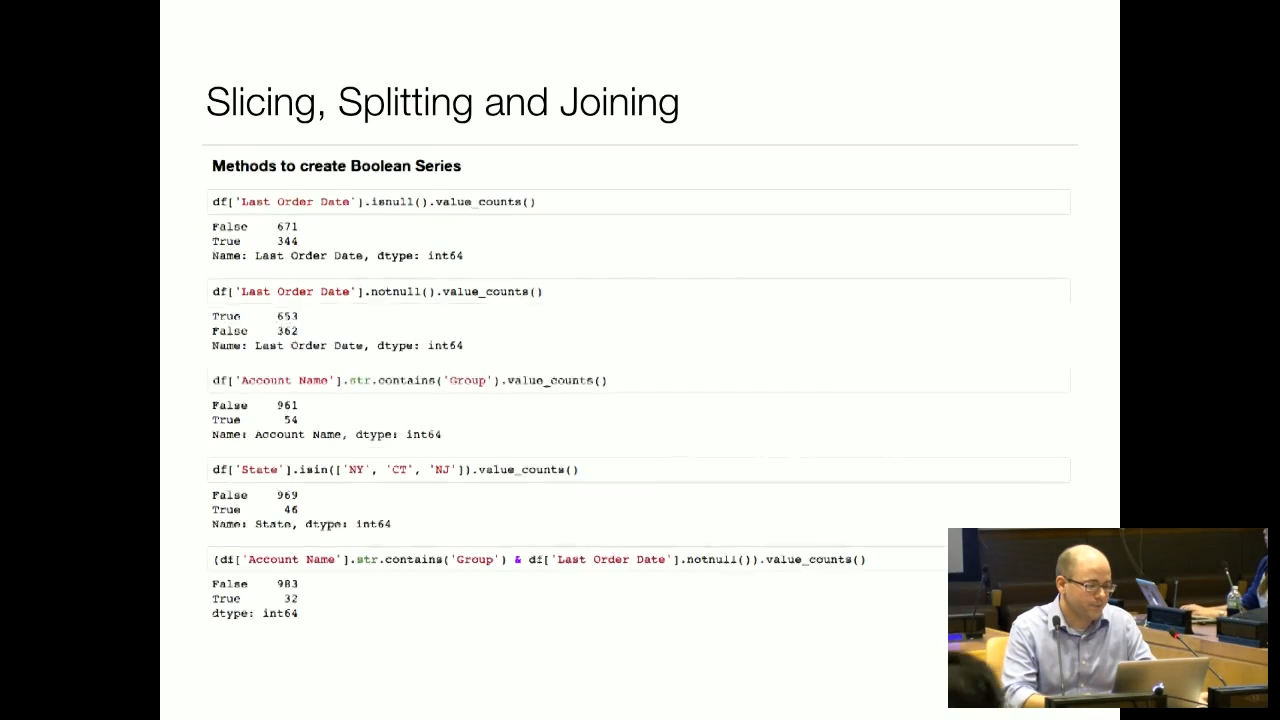 Slicing, Splitting and Joining
Methods to create Boolean Series
df['Last Order Date'].isnull().value_counts()
False    671
True     344
Name: Last Order Date, dtype: int64
df['Last Order Date'].notnull().value_counts()
True     653
False    362
Name: Last Order Date, dtype: int64
df['Account Name'].str.contains('Group').value_counts()
False    961
True      54
Name: Account Name, dtype: int64
df['State'].isin(['NY', 'CT', 'NJ']).value_counts()
False    969
True      46
Name: State, dtype: int64
(df['Account Name'].str.contains('Group') & df['Last Order Date'].notnull()).value_counts()
False    983
True      32
dtype: int64